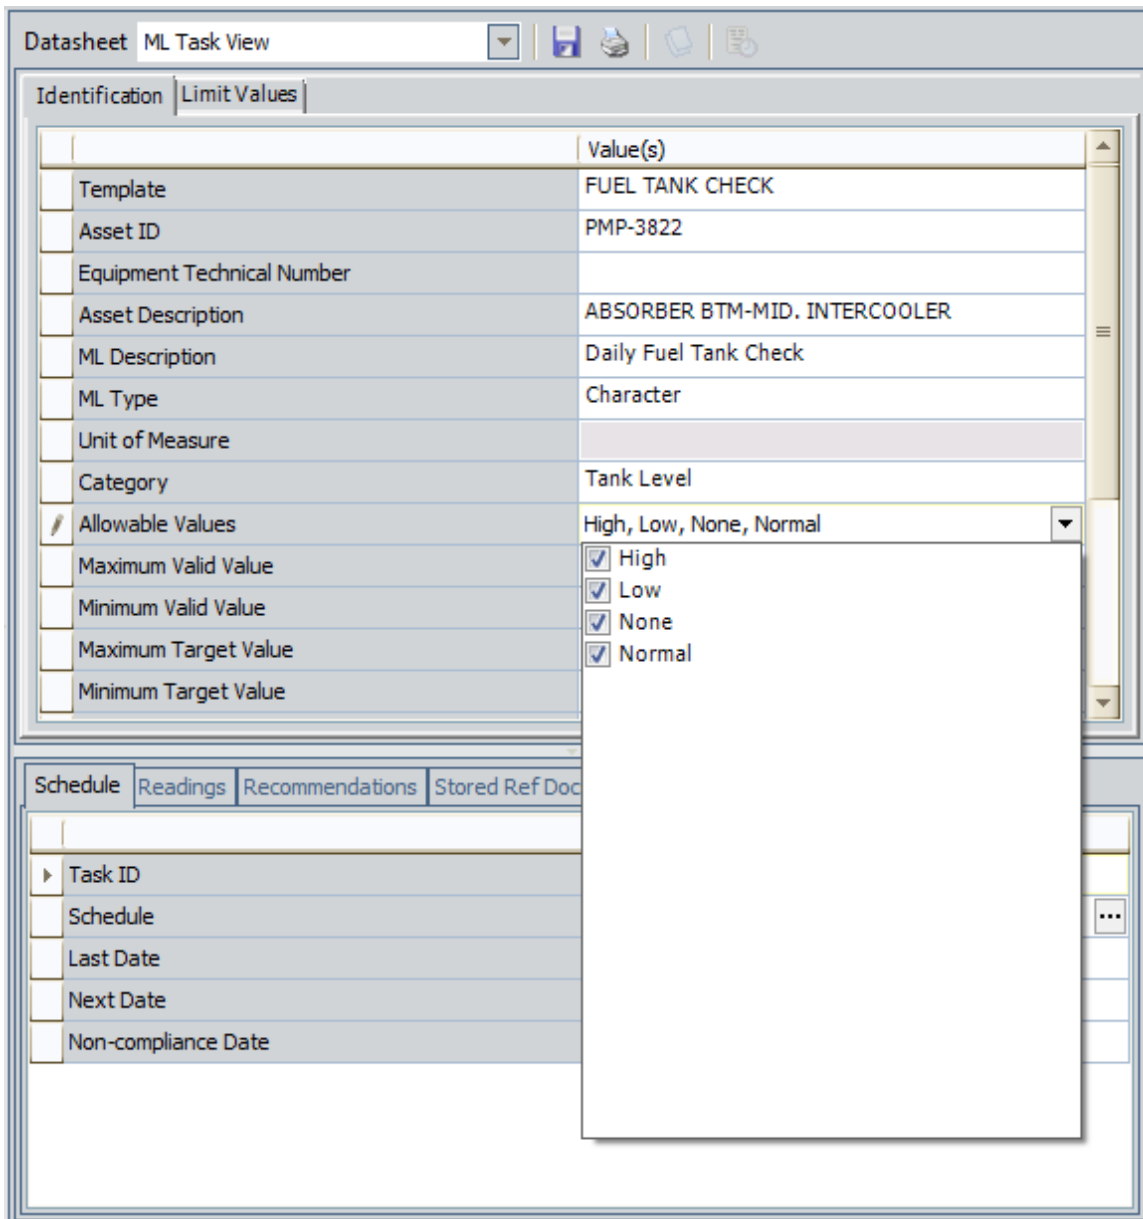 Datasheet ML Task View
Identification Limit Values
Value(s)
Template FUEL TANK CHECK
Asset ID PMP-3822
Equipment Technical Number
Asset Description ABSORBER BTM-MID. INTERCOOLER
ML Description Daily Fuel Tank Check
ML Type Character
Unit of Measure
Category Tank Level
Allowable Values High, Low, None, Normal
Maximum Valid Value High
Low
Minimum Valid Value None
Maximum Target Value Normal
Minimum Target Value
Schedule Readings Recommendations Stored Ref Doc
Task ID
Schedule ...
Last Date
Next Date
Non-compliance Date